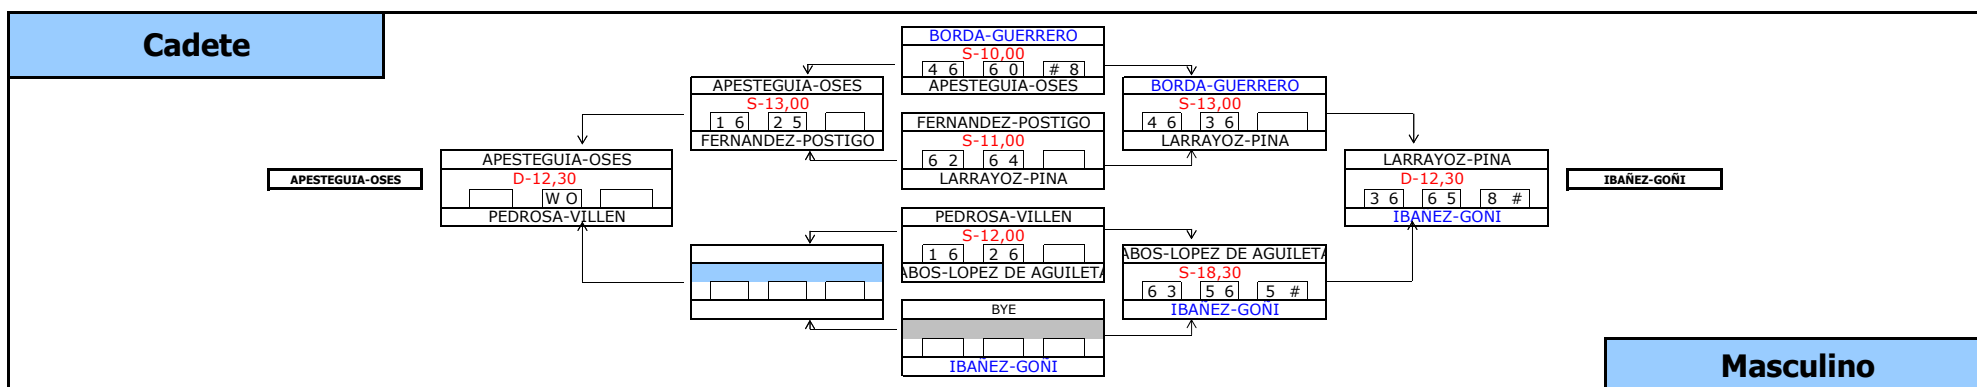 Cadete
BORDA-GUERRERO
S-10,00
4 6 6 0 # 8
APESTEGUIA-OSES
APESTEGUIA-OSES
S-13,00
1 6 2 5
FERNANDEZ-POSTIGO
BORDA-GUERRERO
S-13,00
4 6 3 6
LARRAYOZ-PINA
FERNANDEZ-POSTIGO
S-11,00
6 2 6 4
LARRAYOZ-PINA
APESTEGUIA-OSES
APESTEGUIA-OSES
D-12,30
W O
PEDROSA-VILLEN
LARRAYOZ-PINA
D-12,30
3 6 6 5 8 #
IBAÑEZ-GOÑI
IBAÑEZ-GOÑI
PEDROSA-VILLEN
S-12,00
1 6 2 6
ABOS-LOPEZ DE AGUILETA
ABOS-LOPEZ DE AGUILETA
S-18,30
6 3 5 6 5 #
IBAÑEZ-GOÑI
BYE
IBAÑEZ-GOÑI
Masculino